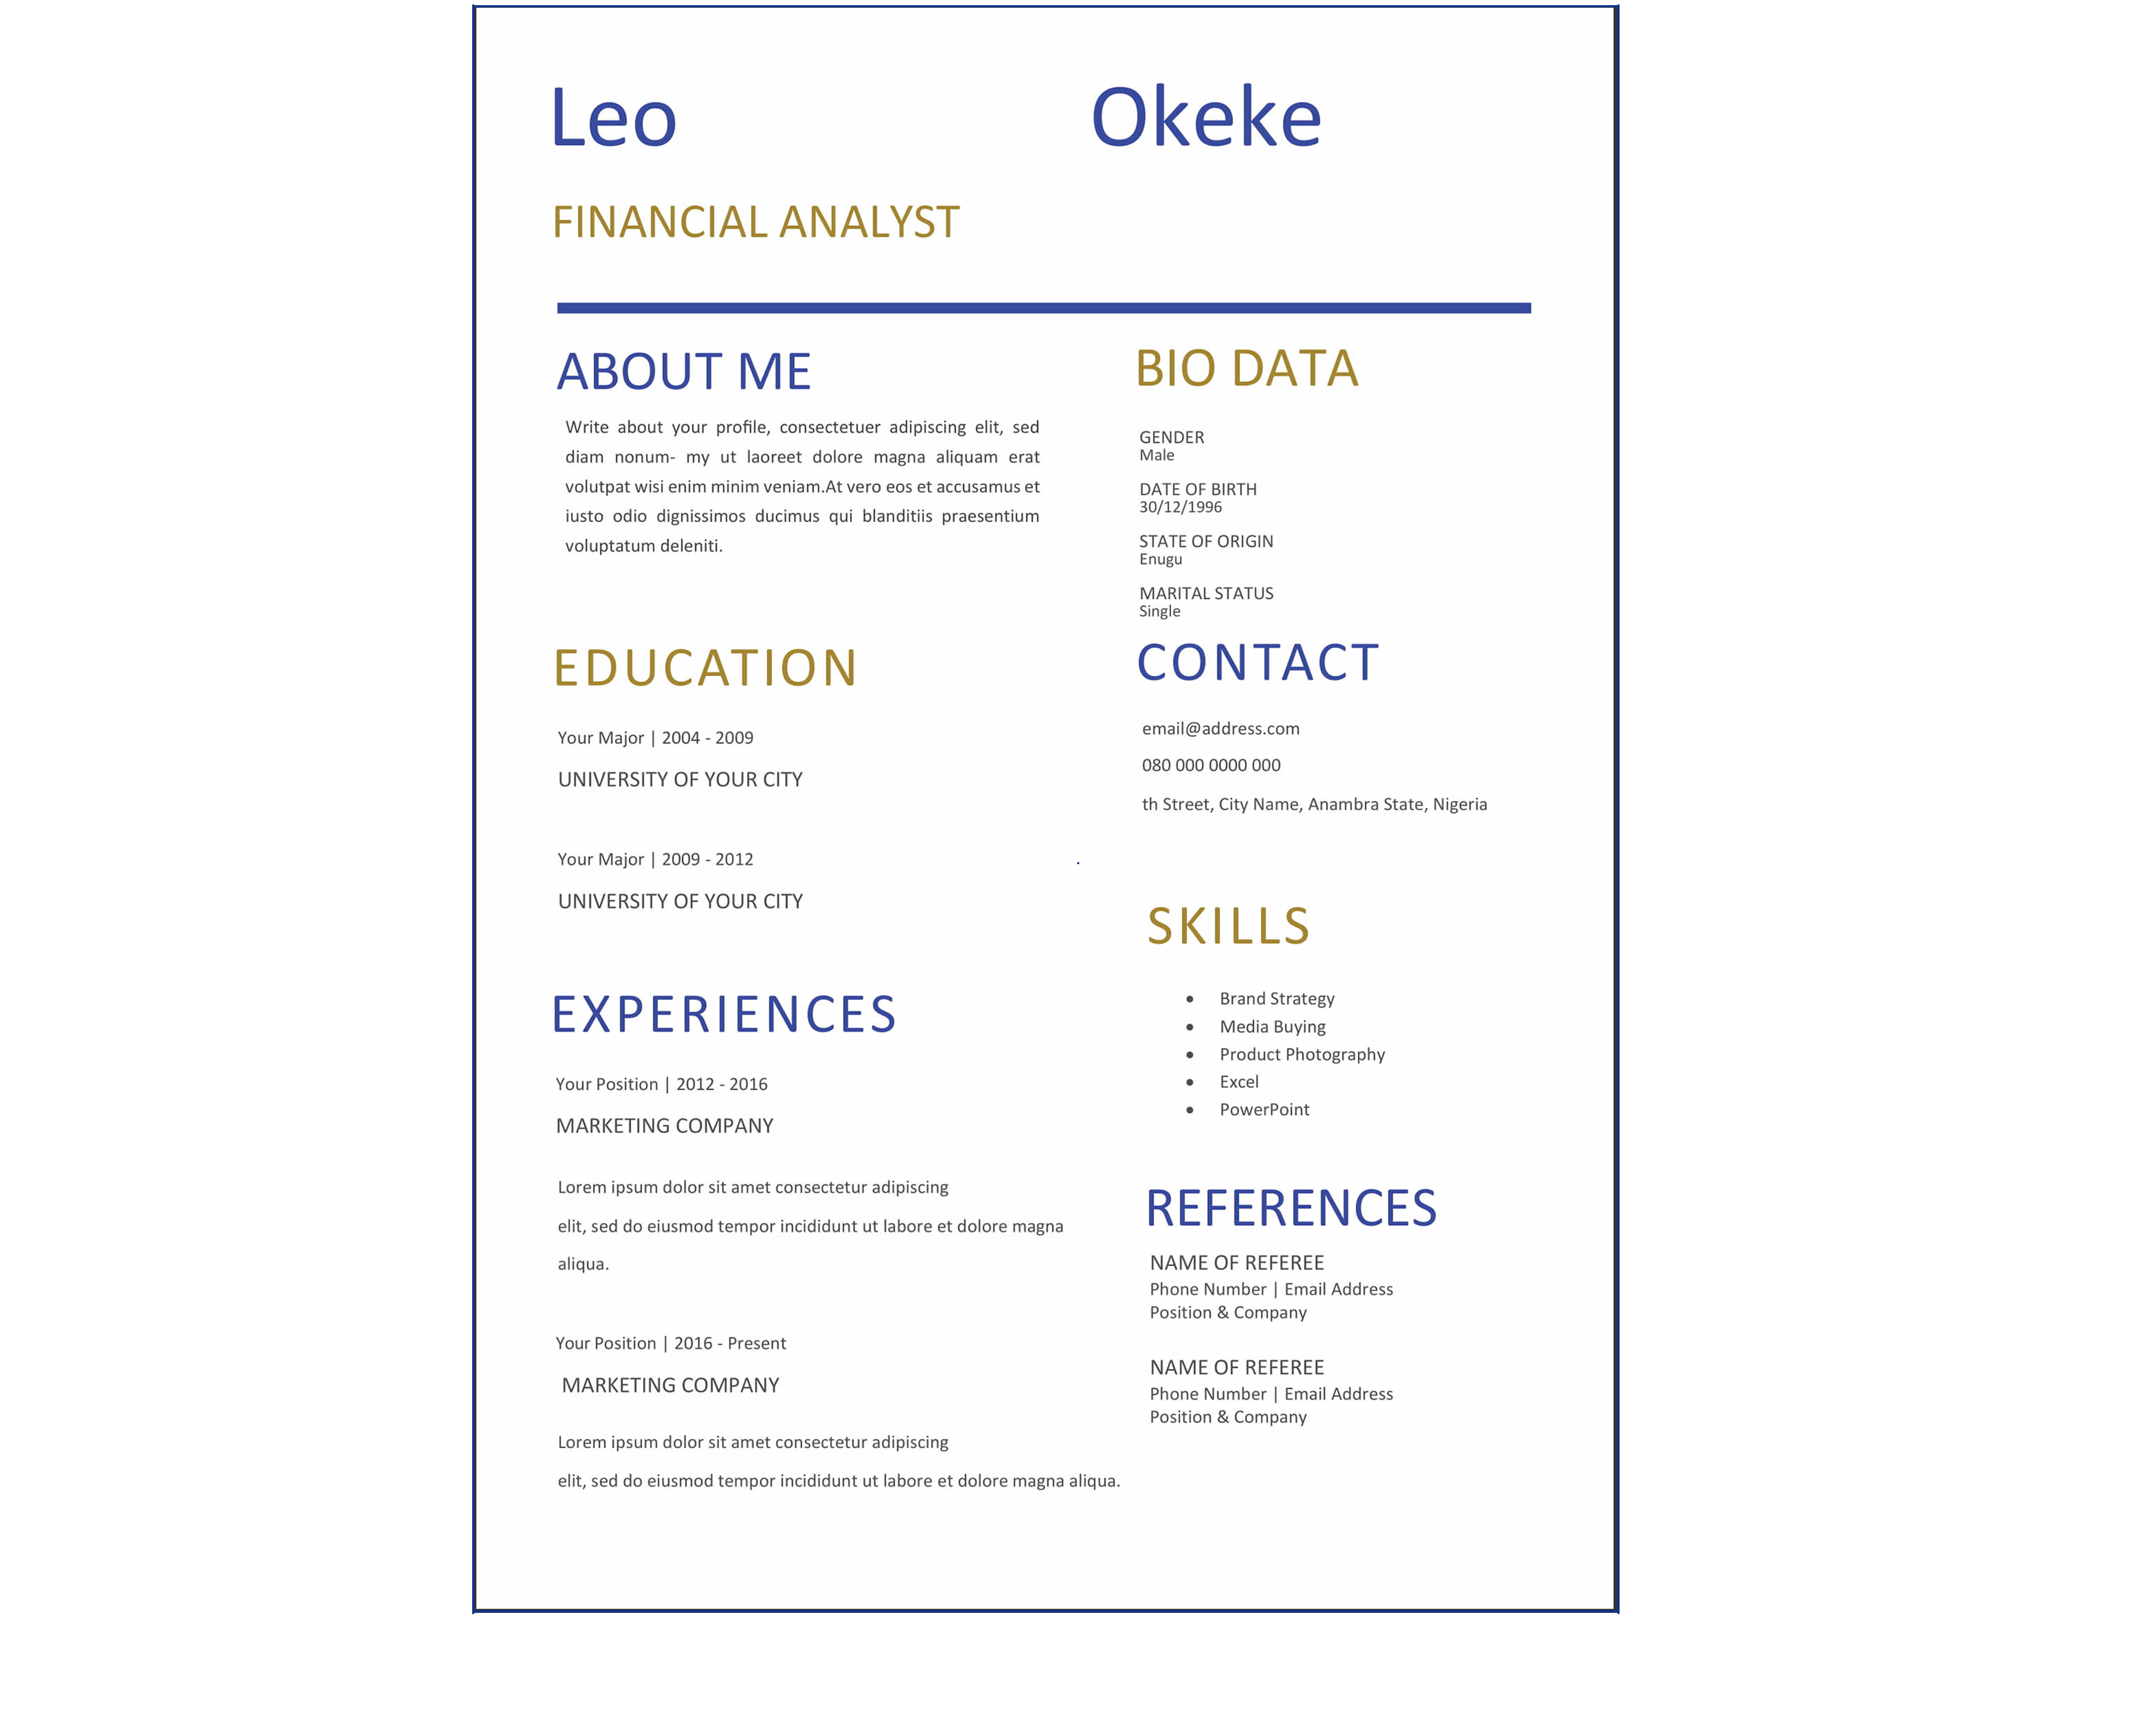 Leo Okeke
FINANCIAL ANALYST
ABOUT ME
Write about your profile, consectetuer adipiscing elit, sed
diam nonum- my ut laoreet dolore magna aliquam erat
volutpat wisi enim minim veniam.At vero eos et accusamus et
iusto odio dignissimos ducimus qui blanditiis praesentium
voluptatum deleniti.
EDUCATION
Your Major | 2004 - 2009
UNIVERSITY OF YOUR CITY
Your Major | 2009 - 2012
UNIVERSITY OF YOUR CITY
EXPERIENCES
Your Position | 2012 - 2016
MARKETING COMPANY
Lorem ipsum dolor sit amet consectetur adipiscing
elit, sed do eiusmod tempor incididunt ut labore et dolore magna
aliqua.
Your Position | 2016 - Present
MARKETING COMPANY
Lorem ipsum dolor sit amet consectetur adipiscing
elit, sed do eiusmod tempor incididunt ut labore et dolore magna aliqua.
BIO DATA
GENDER
Male
DATE OF BIRTH
30/12/1996
STATE OF ORIGIN
Enugu
MARITAL STATUS
Single
CONTACT
email@address.com
080 000 0000 000
th Street, City Name, Anambra State, Nigeria
SKILLS
• Brand Strategy
• Media Buying
• Product Photography
• Excel
• PowerPoint
REFERENCES
NAME OF REFEREE
Phone Number | Email Address
Position & Company
NAME OF REFEREE
Phone Number | Email Address
Position & Company